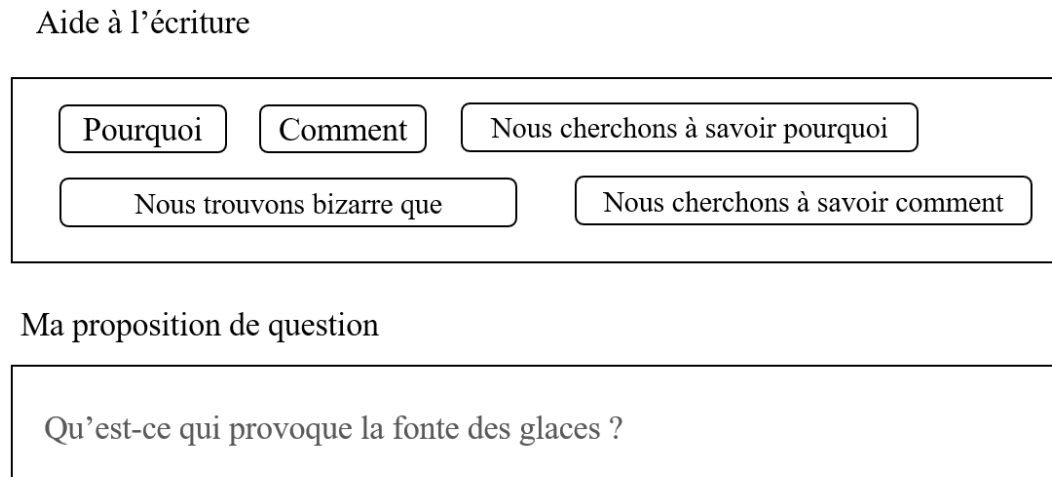 Aide à l’écriture
Pourquoi Comment Nous cherchons à savoir pourquoi
Nous trouvons bizarre que Nous cherchons à savoir comment
Ma proposition de question
Qu’est-ce qui provoque la fonte des glaces ?